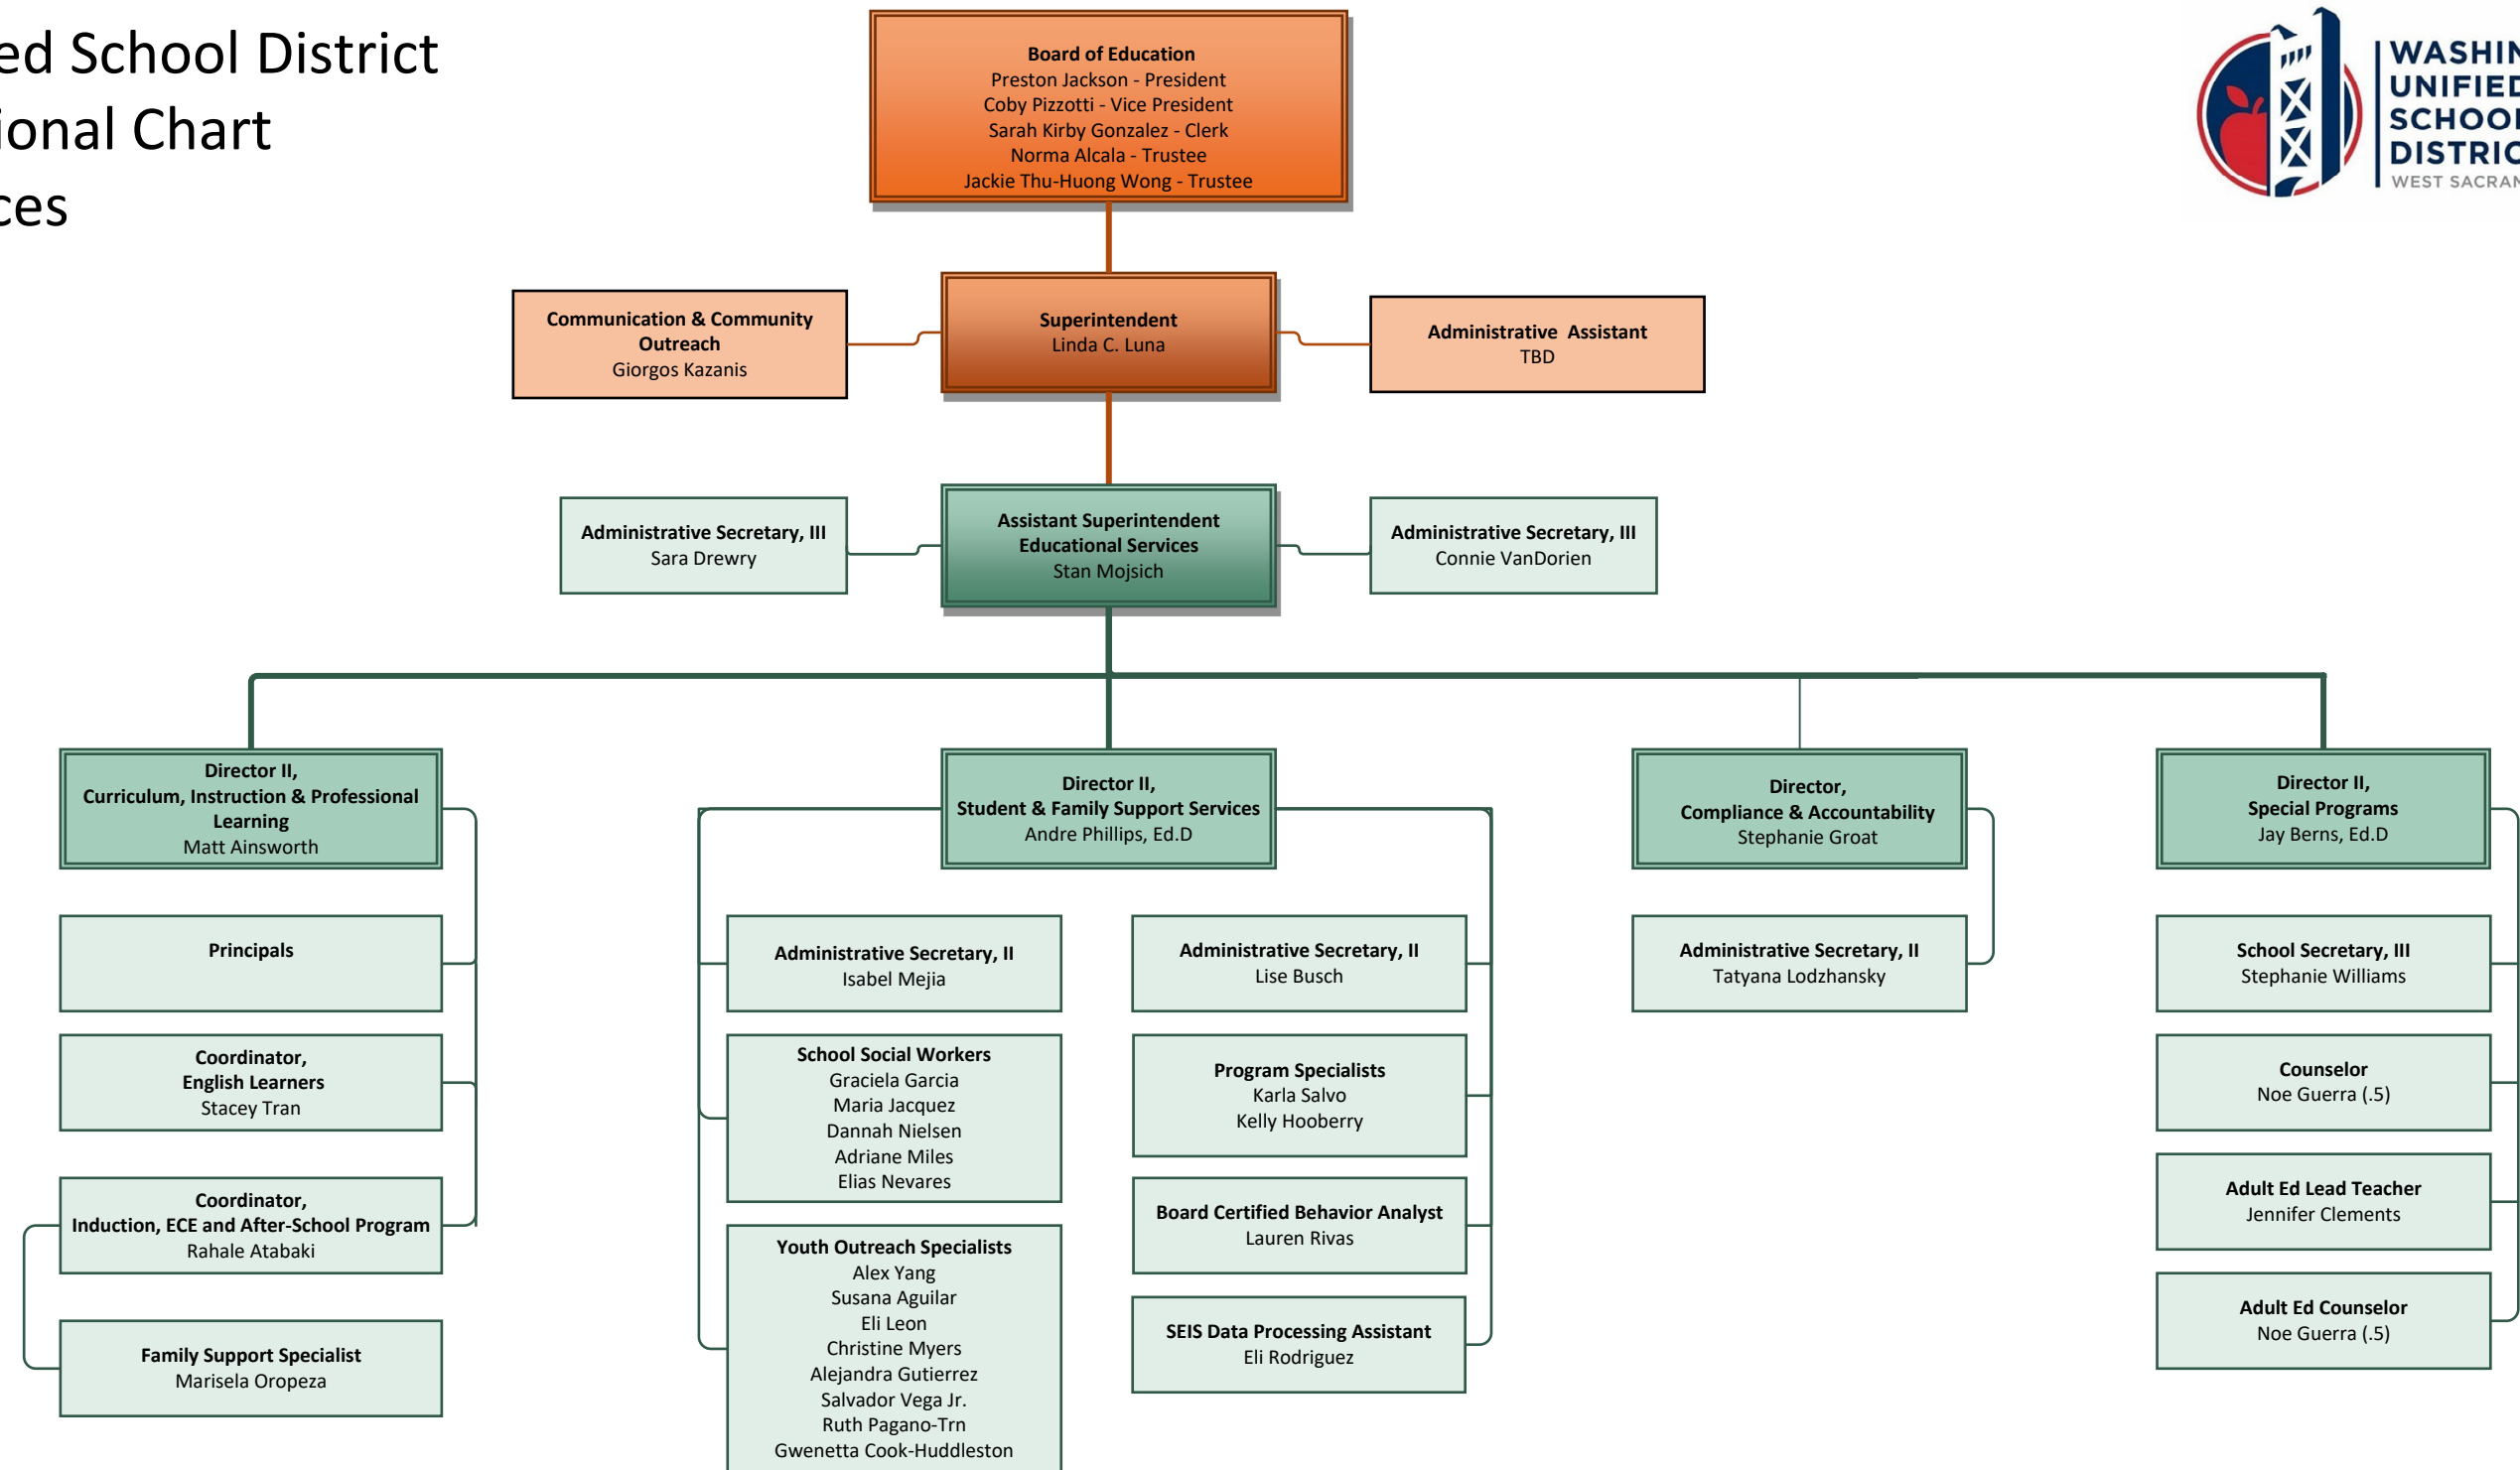 ed School District
ional Chart
ces
WASHIN
UNIFIED
SCHOOL
DISTRIC
WEST SACRAN
Board of Education
Preston Jackson - President
Coby Pizzotti - Vice President
Sarah Kirby Gonzalez - Clerk
Norma Alcala - Trustee
Jackie Thu-Huong Wong - Trustee
Communication & Community
Outreach
Giorgos Kazanis
Superintendent
Linda C. Luna
Administrative Assistant
TBD
Administrative Secretary, III
Sara Drewry
Assistant Superintendent
Educational Services
Stan Mojsich
Administrative Secretary, III
Connie VanDorien
Director II,
Curriculum, Instruction & Professional
Learning
Matt Ainsworth
Principals
Coordinator,
English Learners
Stacey Tran
Coordinator,
Induction, ECE and After-School Program
Rahale Atabaki
Family Support Specialist
Marisela Oropeza
Director II,
Student & Family Support Services
Andre Phillips, Ed.D
Administrative Secretary, II
Isabel Mejia
School Social Workers
Graciela Garcia
Maria Jacquez
Dannah Nielsen
Adriane Miles
Elias Nevares
Youth Outreach Specialists
Alex Yang
Susana Aguilar
Eli Leon
Christine Myers
Alejandra Gutierrez
Salvador Vega Jr.
Ruth Pagano-Trn
Gwenetta Cook-Huddleston
Administrative Secretary, II
Lise Busch
Program Specialists
Karla Salvo
Kelly Hooberry
Board Certified Behavior Analyst
Lauren Rivas
SEIS Data Processing Assistant
Eli Rodriguez
Director,
Compliance & Accountability
Stephanie Groat
Administrative Secretary, II
Tatyana Lodzhansky
Director II,
Special Programs
Jay Berns, Ed.D
School Secretary, III
Stephanie Williams
Counselor
Noe Guerra (.5)
Adult Ed Lead Teacher
Jennifer Clements
Adult Ed Counselor
Noe Guerra (.5)